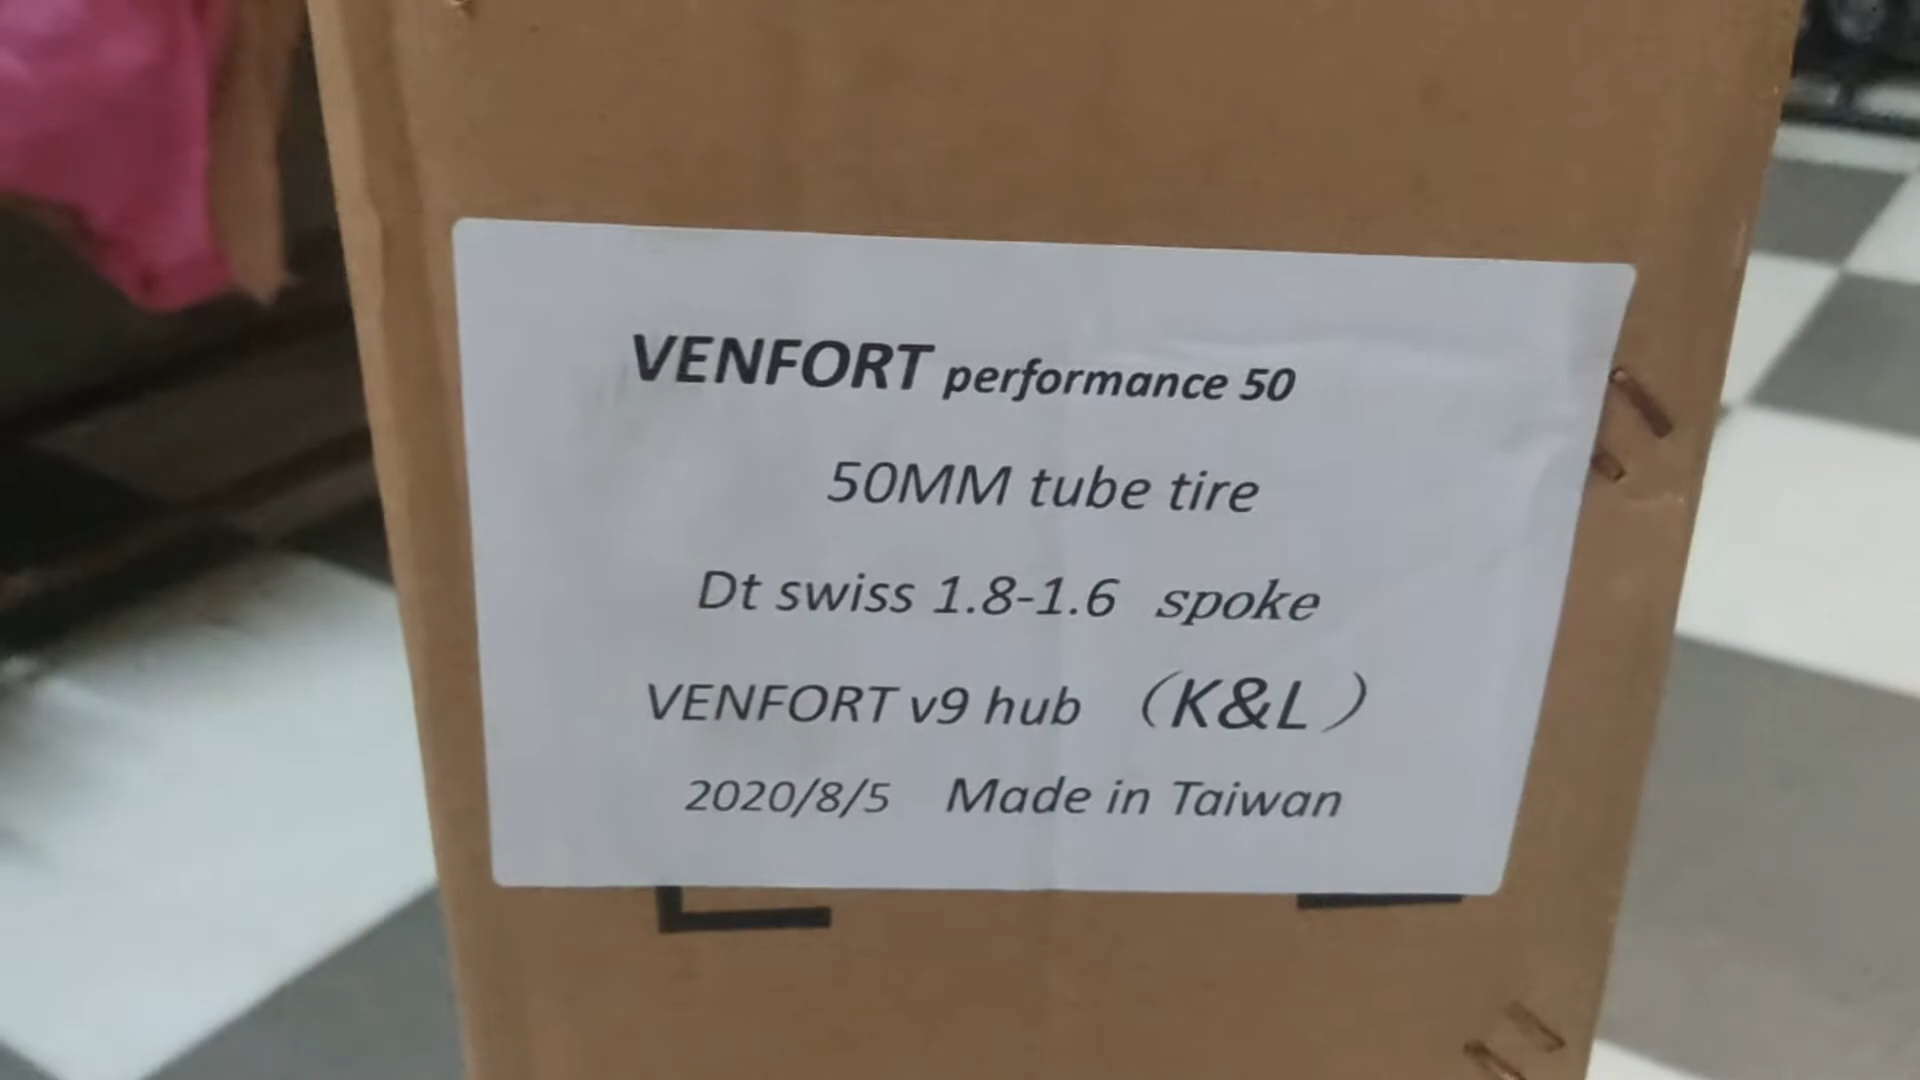 VENFORT performance 50
50MM tube tire
Dt swiss 1.8-1.6 spoke
VENFORT v9 hub （K&L）
2020/8/5 Made in Taiwan